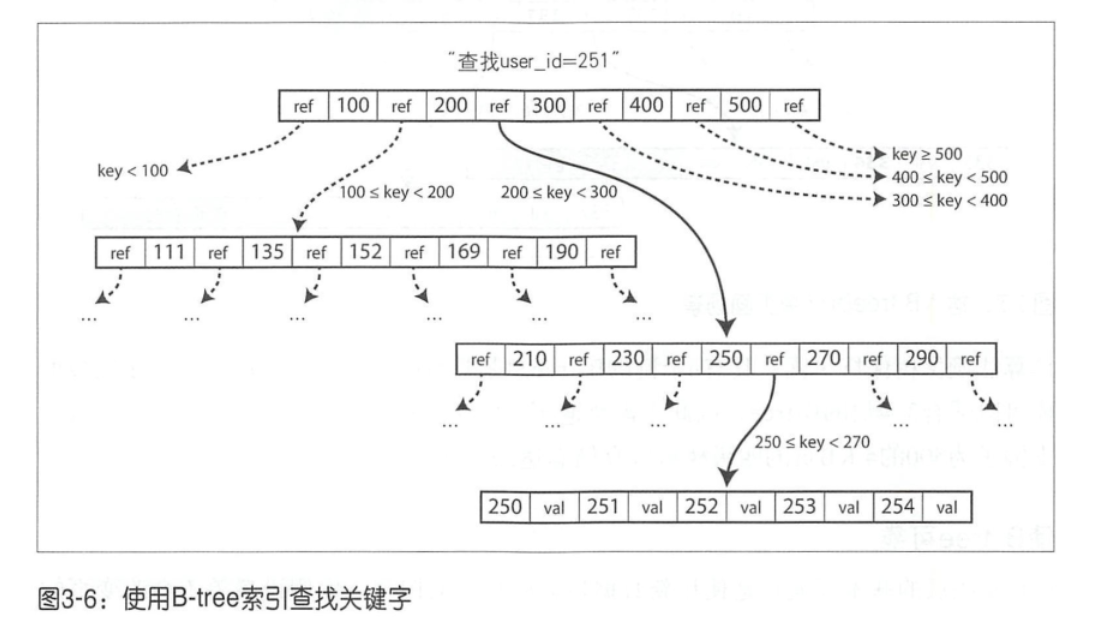 “查找user_id=251”
ref 100 ref 200 ref 300 ref 400 ref 500 ref
key < 100
100 ≤ key < 200
200 ≤ key < 300
key ≥ 500
400 ≤ key < 500
300 ≤ key < 400
ref 111 ref 135 ref 152 ref 169 ref 190 ref
... ... ... ... ... ...
ref 210 ref 230 ref 250 ref 270 ref 290 ref
... ... ... ... ...
250 ≤ key < 270
250 val 251 val 252 val 253 val 254 val
图3-6：使用B-tree索引查找关键字